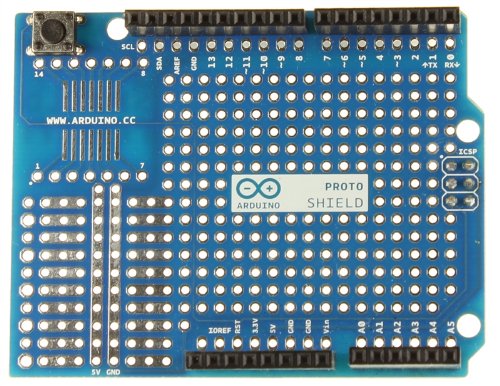 SCL
SDA
AREF
GND
13
12
~11
~10
~9
8
7
~6
~5
4
~3
2
TX
1
RX
0
14
8
WWW.ARDUINO.CC
1
7
ICSP
ARDUINO
PROTO
SHIELD
IOREF
RST
3.3V
5V
GND
GND
Vin
A0
A1
A2
A3
A4
A5
5V
GND